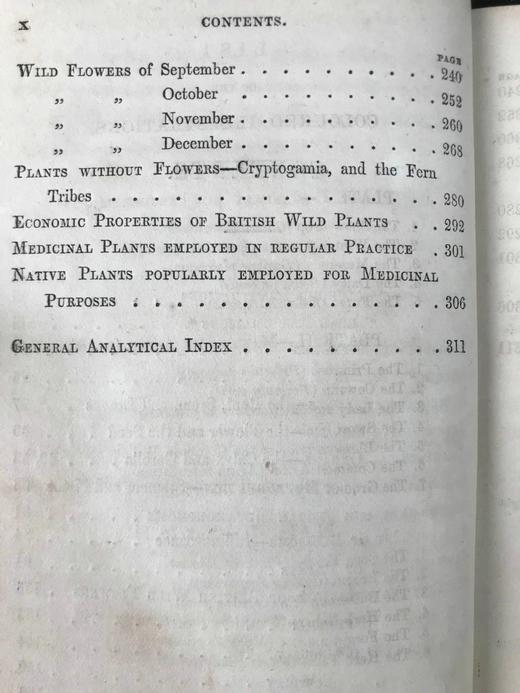 x CONTENTS.
PAGE
Wild Flowers of September . . . . . . . . . . . 240
„ „ October . . . . . . . . . . . 252
„ „ November . . . . . . . . . . . 260
„ „ December . . . . . . . . . . . 268
Plants without Flowers—Cryptogamia, and the Fern
Tribes . . . . . . . . . . . . . . . . 280
Economic Properties of British Wild Plants . . 292
Medicinal Plants employed in regular Practice . 301
Native Plants popularly employed for Medicinal
Purposes . . . . . . . . . . . . . . . 306
General Analytical Index . . . . . . . . . . 311